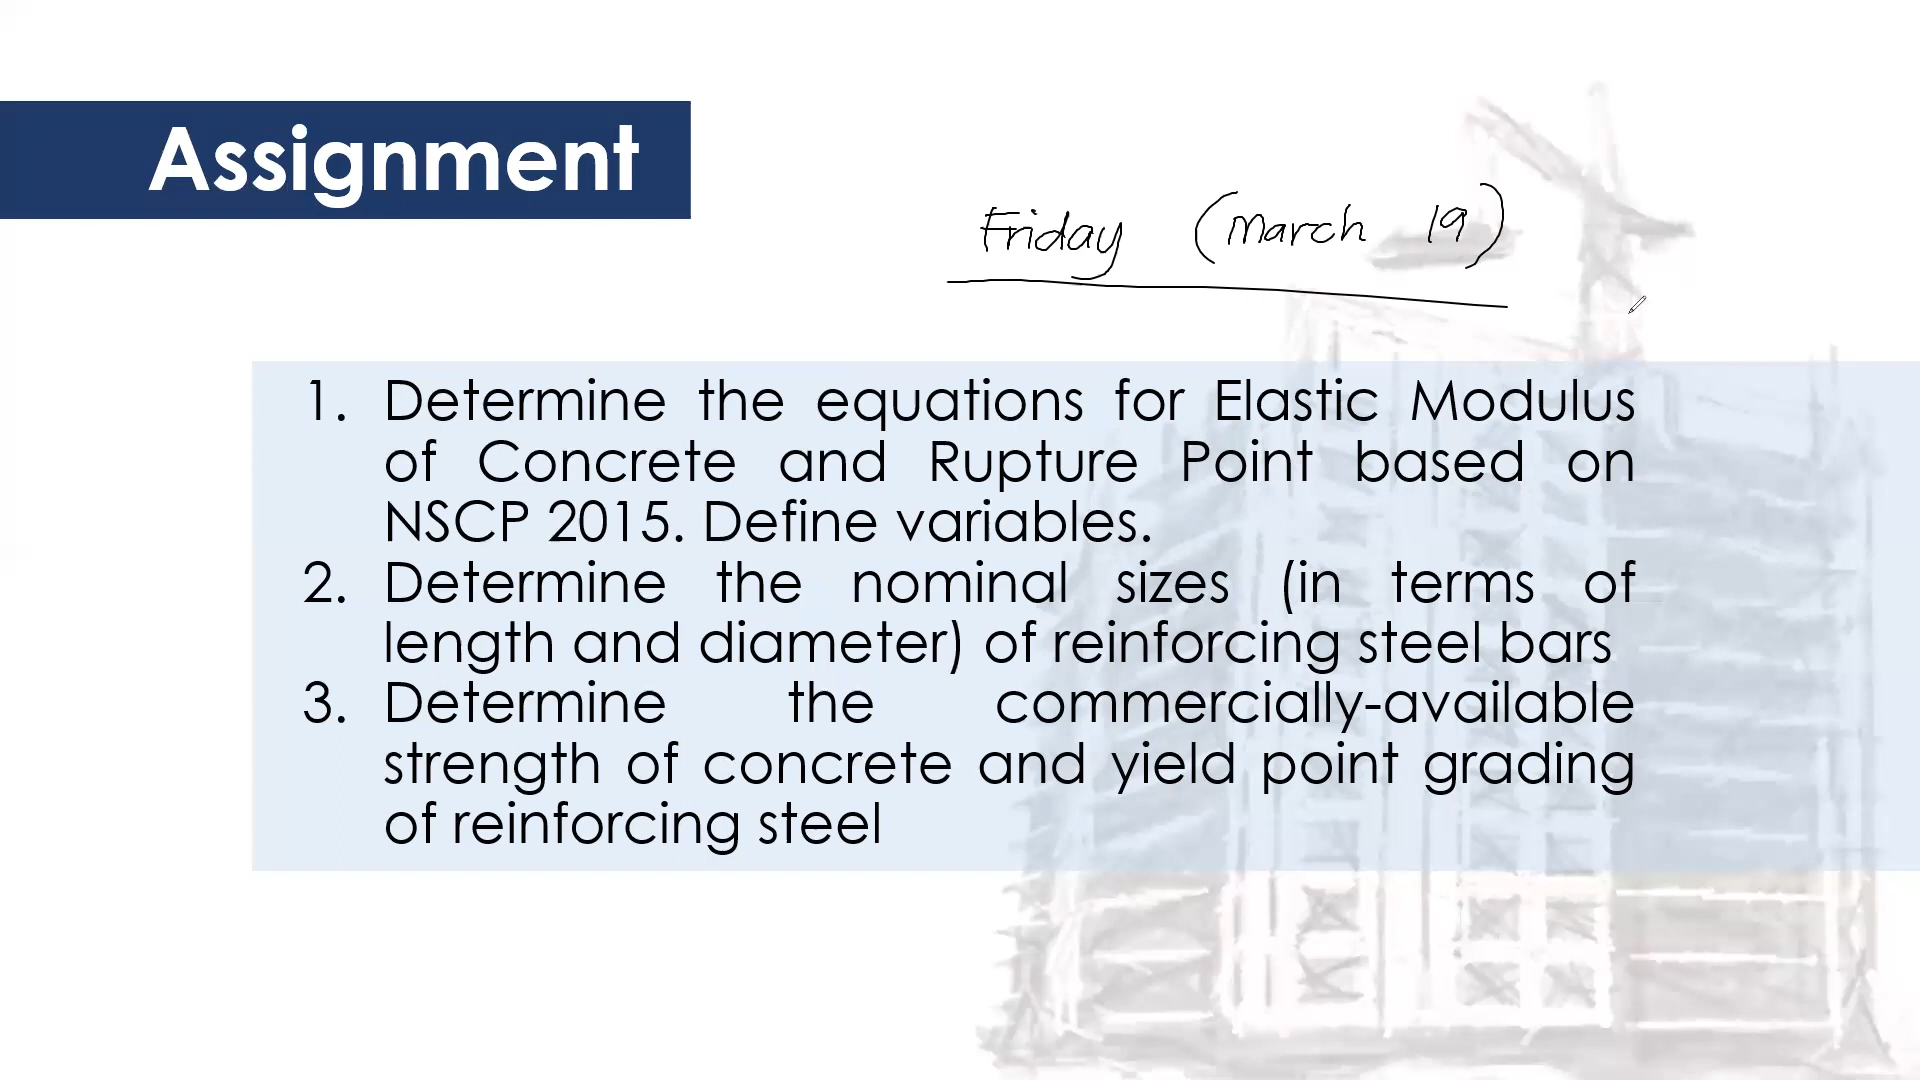 Assignment
Friday (March 19)
1. Determine the equations for Elastic Modulus
of Concrete and Rupture Point based on
NSCP 2015. Define variables.
2. Determine the nominal sizes (in terms of
length and diameter) of reinforcing steel bars
3. Determine the commercially-available
strength of concrete and yield point grading
of reinforcing steel